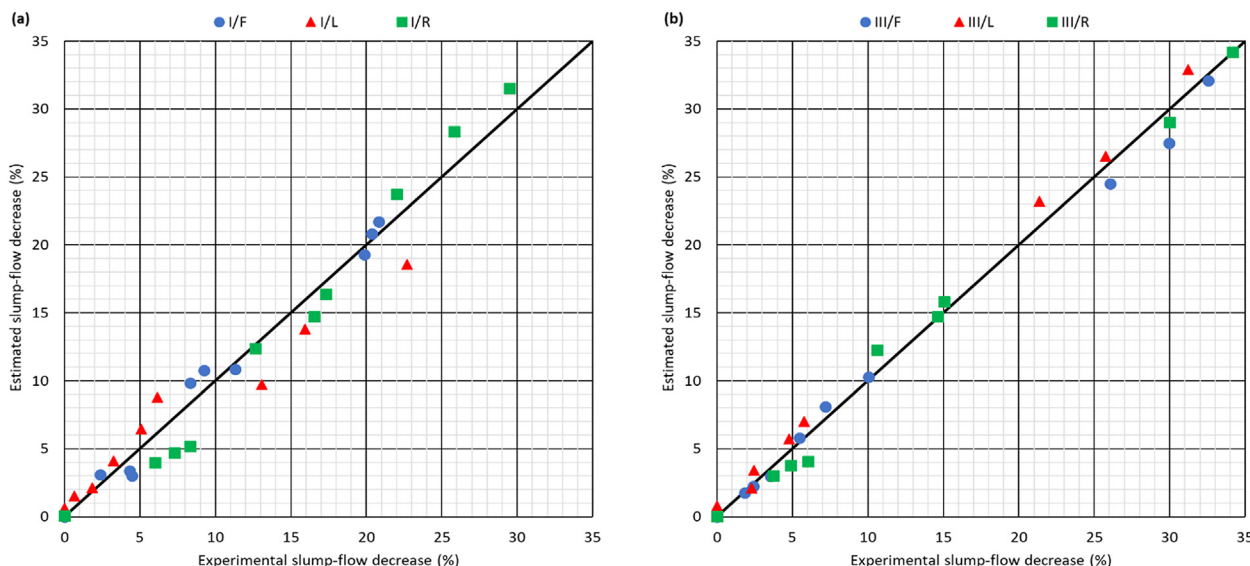 (a)
I/F I/L I/R
35
30
25
20
15
10
5
0
0 5 10 15 20 25 30 35
Estimated slump-flow decrease (%)
Experimental slump-flow decrease (%)
(b)
III/F III/L III/R
35
30
25
20
15
10
5
0
0 5 10 15 20 25 30 35
Estimated slump-flow decrease (%)
Experimental slump-flow decrease (%)